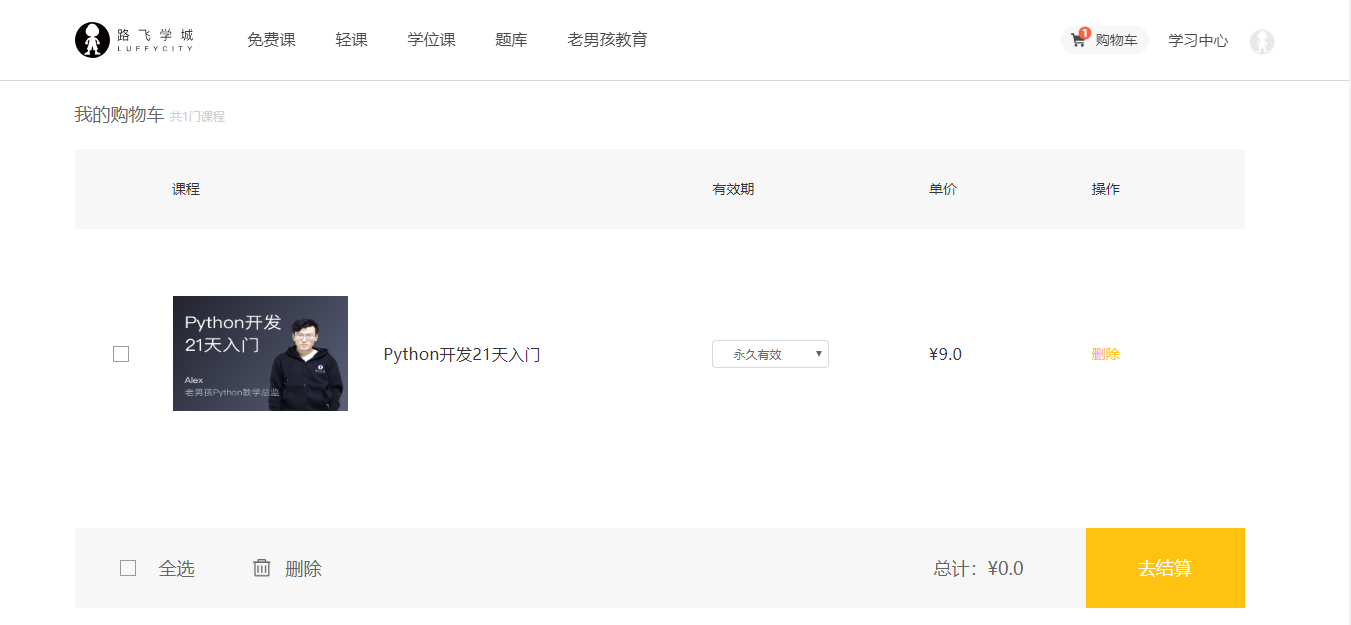 路飞学城
LUFFYCITY
免费课 轻课 学位课 题库 老男孩教育
1 购物车 学习中心
我的购物车 共1门课程
课程 有效期 单价 操作
Python开发
21天入门
Alex
老男孩Python教学总监
Python开发21天入门 永久有效 ¥9.0 删除
全选 删除 总计：¥0.0 去结算